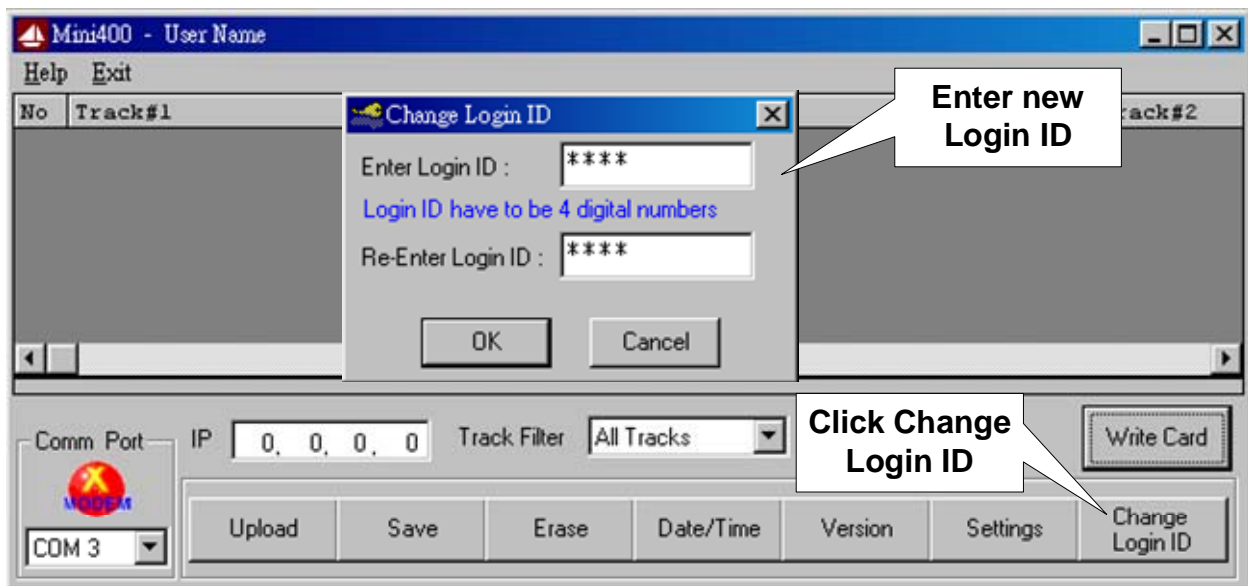 Mini400 - User Name
Help Exit
No Track#1
rack#2
Enter new
Login ID
Change Login ID
Enter Login ID : ****
Login ID have to be 4 digital numbers
Re-Enter Login ID : ****
OK Cancel
Click Change
Login ID
Comm Port
IP 0. 0. 0. 0
Track Filter All Tracks
Write Card
X
MODEM
COM 3
Upload Save Erase Date/Time Version Settings Change
Login ID